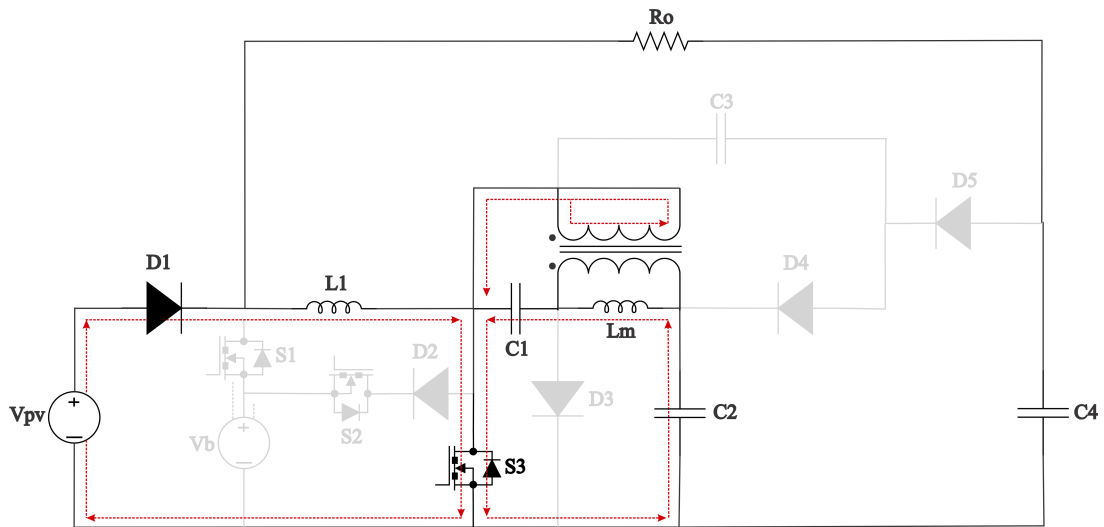 Ro
C3
D5
D1
L1
D4
C1
Lm
S1
D2
D3
Vpv
+
−
C2
C4
Vb
+
−
S2
S3